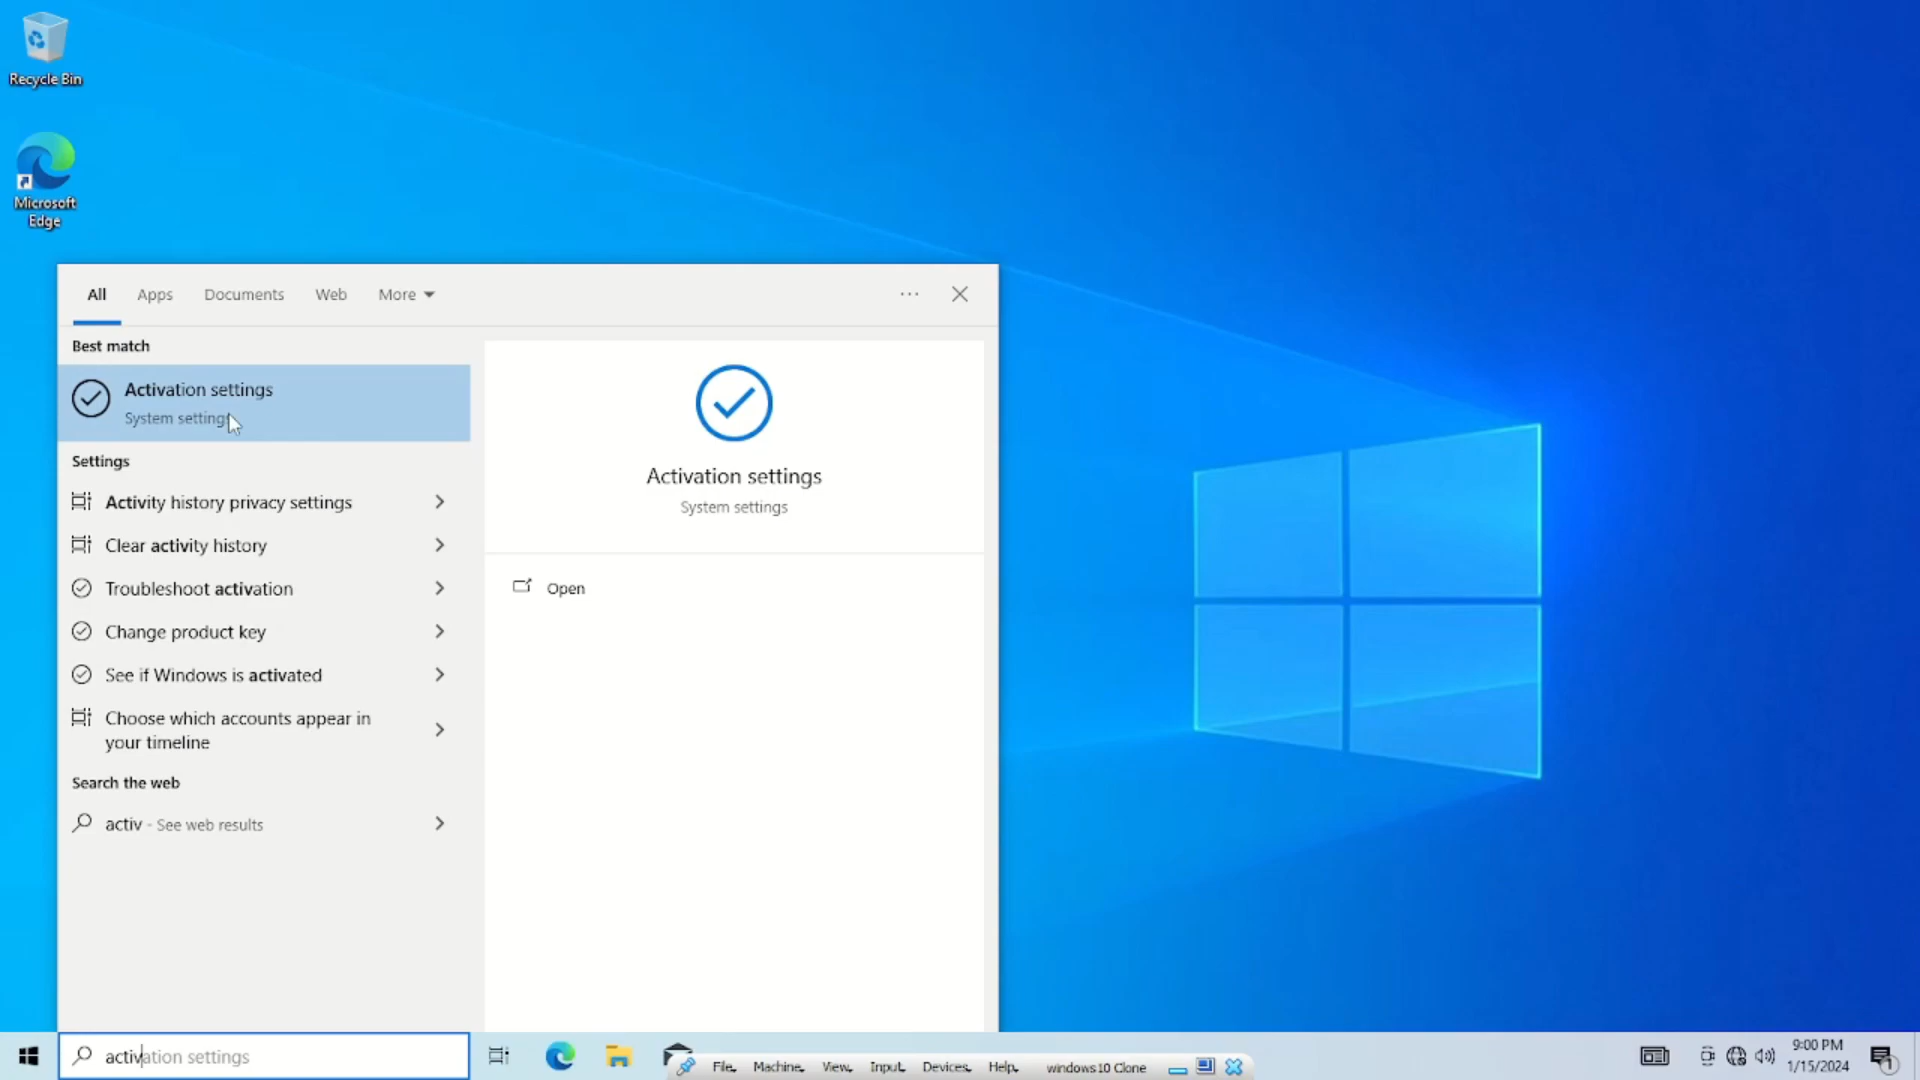 Recycle Bin
Microsoft
Edge
All Apps Documents Web More
Best match
Activation settings
System settings
Settings
Activity history privacy settings
Clear activity history
Troubleshoot activation
Change product key
See if Windows is activated
Choose which accounts appear in
your timeline
Search the web
activ - See web results
Activation settings
System settings
Open
activation settings
File Machine View Input Devices Help windows10 Clone
9:00 PM
1/15/2024
1